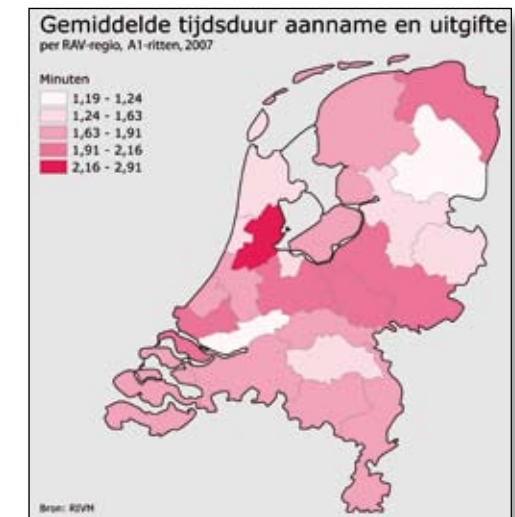 Gemiddelde tijdsduur aanname en uitgifte
per RAV-regio, A1-ritten, 2007
Minuten
1,19 - 1,24
1,24 - 1,63
1,63 - 1,91
1,91 - 2,16
2,16 - 2,91
Bron: RIVM